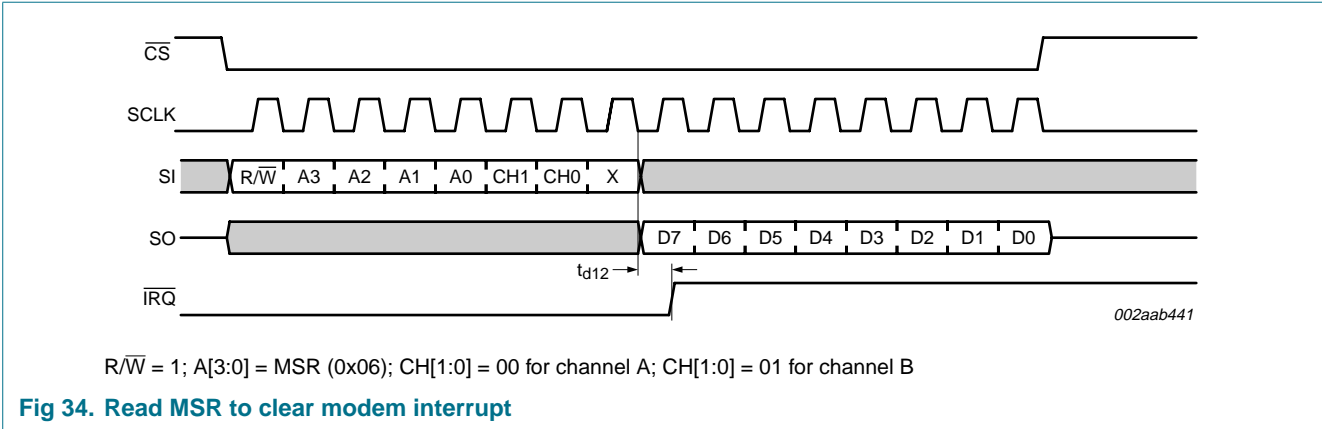 C̅S̅
SCLK
SI R/W̅ A3 A2 A1 A0 CH1 CH0 X
SO D7 D6 D5 D4 D3 D2 D1 D0
td12
I̅R̅Q̅
002aab441
R/W̅ = 1; A[3:0] = MSR (0x06); CH[1:0] = 00 for channel A; CH[1:0] = 01 for channel B
Fig 34. Read MSR to clear modem interrupt